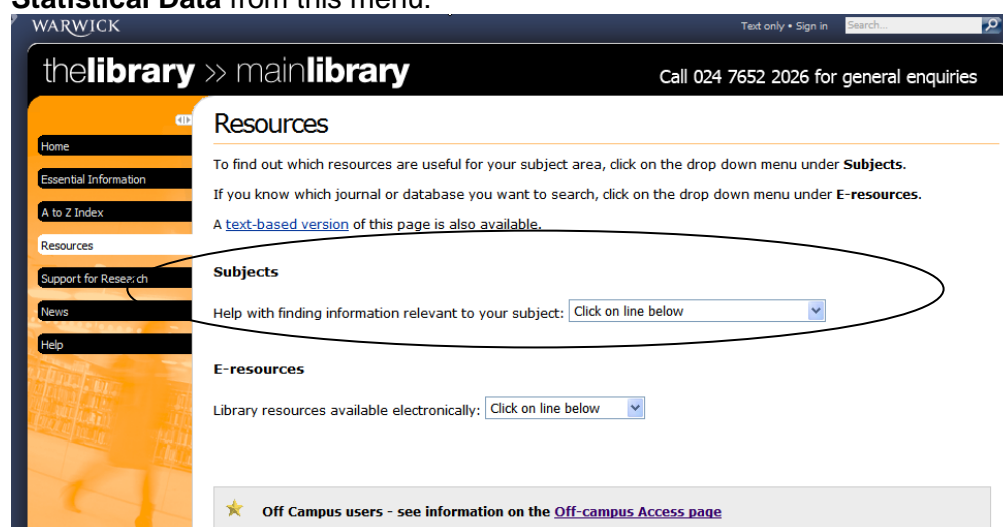 Statistical Data from this menu.
WARWICK
Text only • Sign in Search...
thelibrary >> mainlibrary
Call 024 7652 2026 for general enquiries
Resources
Home
Essential Information
A to Z Index
Resources
Support for Research
News
Help
To find out which resources are useful for your subject area, click on the drop down menu under Subjects.
If you know which journal or database you want to search, click on the drop down menu under E-resources.
A text-based version of this page is also available.
Subjects
Help with finding information relevant to your subject: Click on line below
E-resources
Library resources available electronically: Click on line below
Off Campus users - see information on the Off-campus Access page